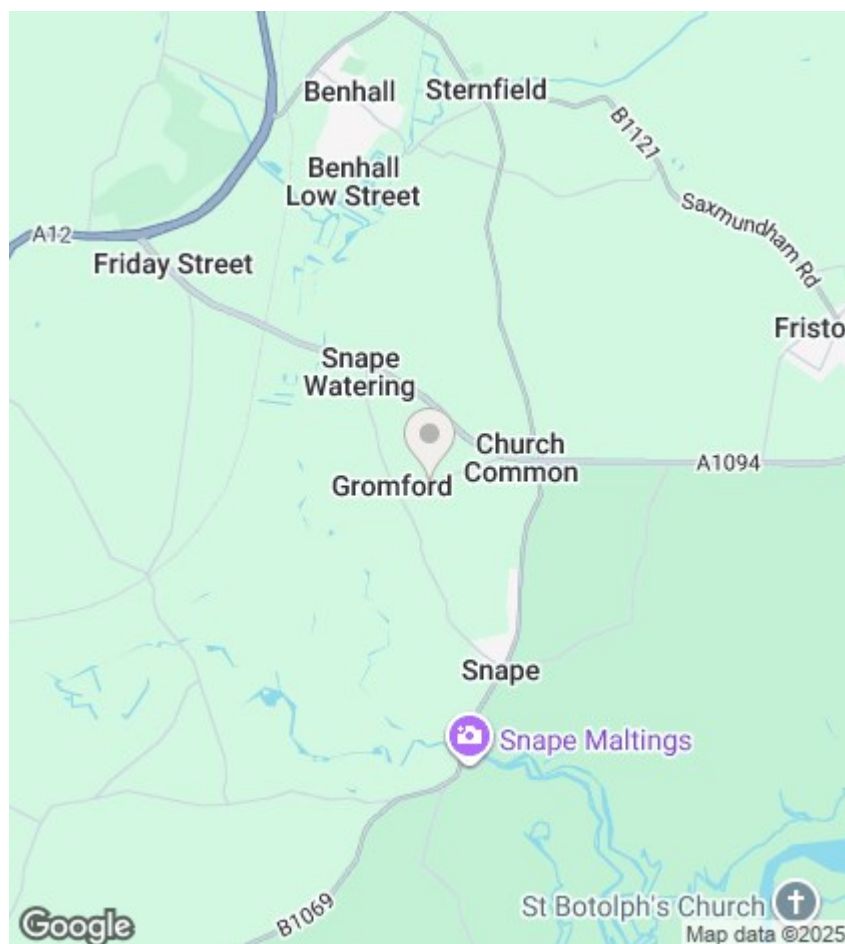 Benhall
Sternfield
B1121
Benhall
Low Street
Saxmundham Rd
A12
Friday Street
Fristo
Snape
Watering
Church
Common
A1094
Gromford
Snape
Snape Maltings
B1069
St Botolph's Church
Google
Map data ©2025